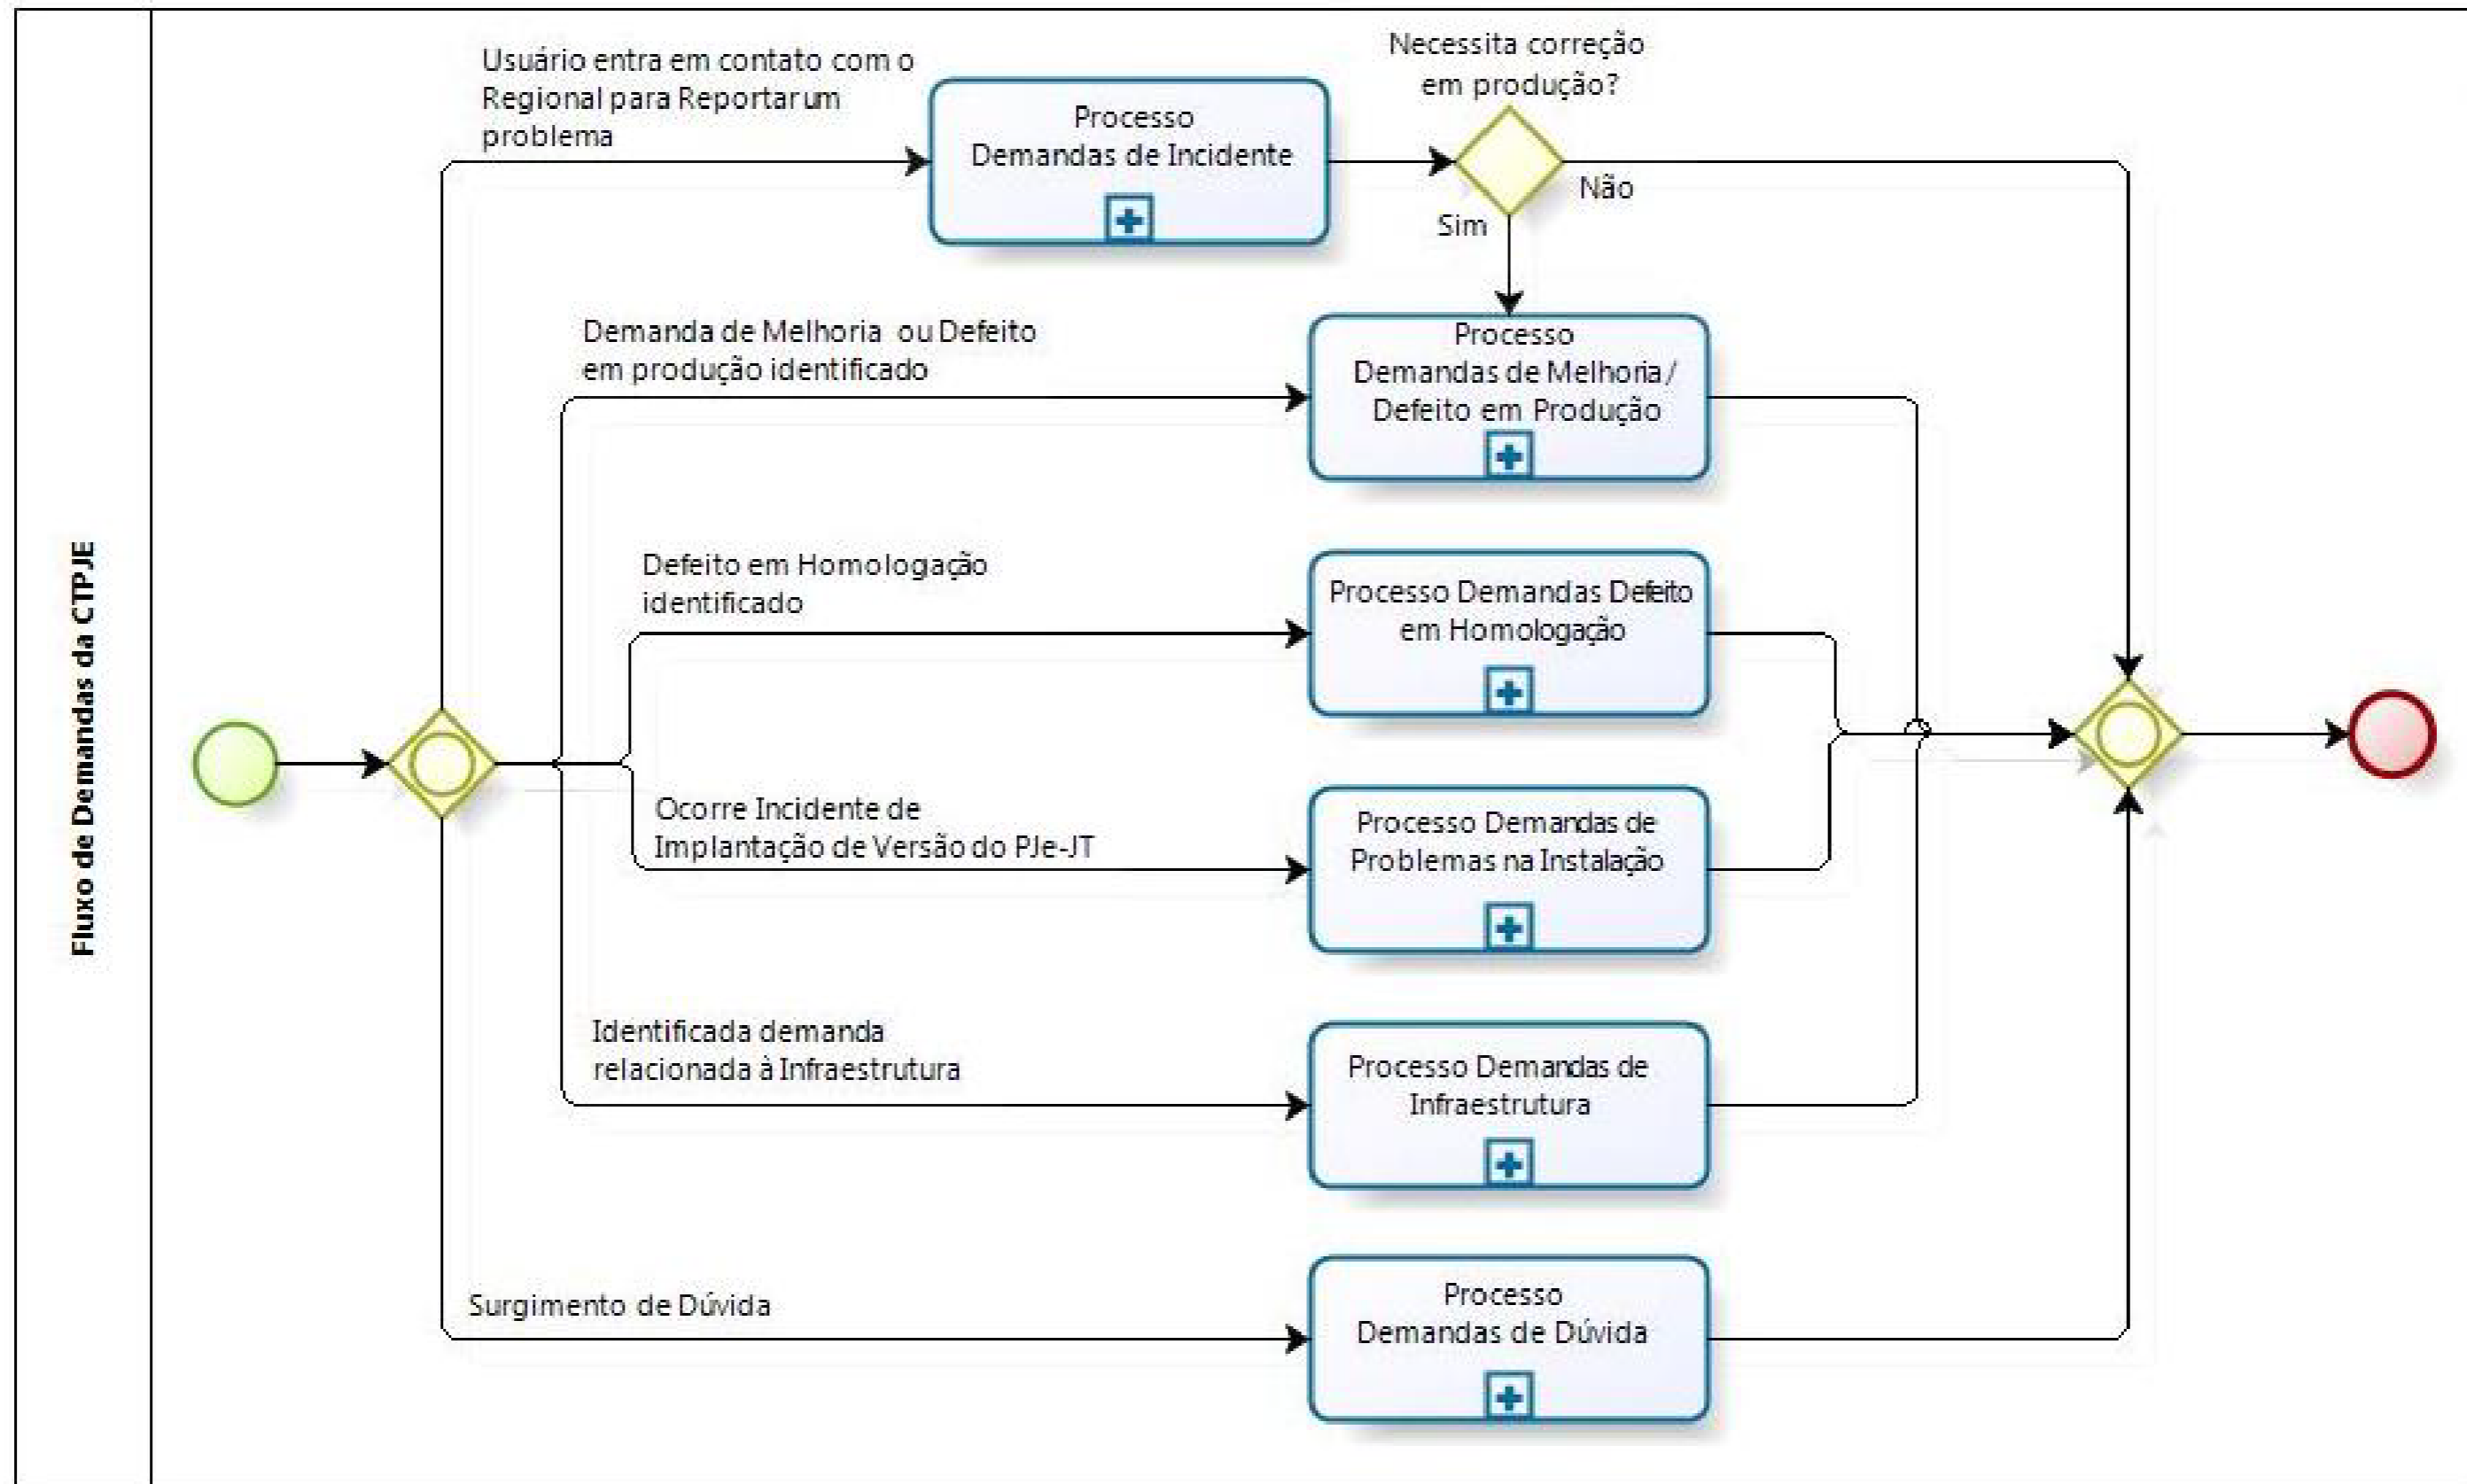 Fluxo de Demandas da CTPJE
Usuário entra em contato com o
Regional para Reportar um
problema
Processo
Demandas de Incidente
Necessita correção
em produção?
Não
Sim
Demanda de Melhoria ou Defeito
em produção identificado
Processo
Demandas de Melhoria/
Defeito em Produção
Defeito em Homologação
identificado
Processo Demandas Defeito
em Homologação
Ocorre Incidente de
Implantação de Versão do PJe-JT
Processo Demandas de
Problemas na Instalação
Identificada demanda
relacionada à Infraestrutura
Processo Demandas de
Infraestrutura
Surgimento de Dúvida
Processo
Demandas de Dúvida